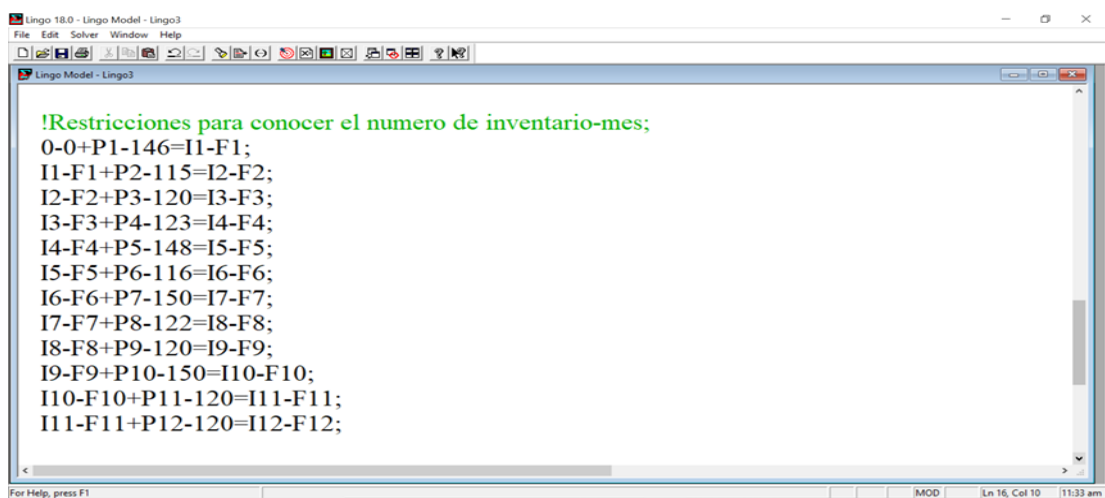 Lingo 18.0 - Lingo Model - Lingo3
File Edit Solver Window Help
Lingo Model - Lingo3
!Restricciones para conocer el numero de inventario-mes;
0-0+P1-146=I1-F1;
I1-F1+P2-115=I2-F2;
I2-F2+P3-120=I3-F3;
I3-F3+P4-123=I4-F4;
I4-F4+P5-148=I5-F5;
I5-F5+P6-116=I6-F6;
I6-F6+P7-150=I7-F7;
I7-F7+P8-122=I8-F8;
I8-F8+P9-120=I9-F9;
I9-F9+P10-150=I10-F10;
I10-F10+P11-120=I11-F11;
I11-F11+P12-120=I12-F12;
For Help, press F1 MOD Ln 16, Col 10 11:33 am